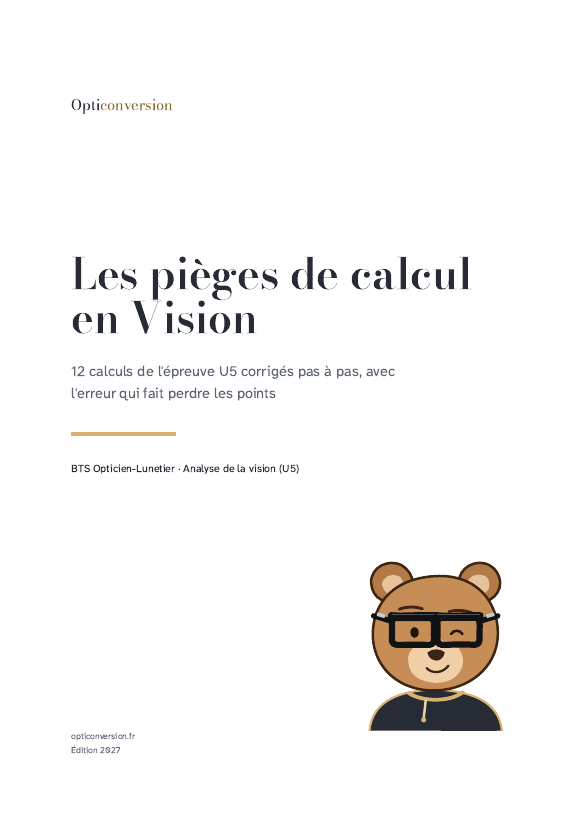 Opticonversion
Les pièges de calcul
en Vision
12 calculs de l'épreuve U5 corrigés pas à pas, avec
l'erreur qui fait perdre les points
BTS Opticien-Lunetier · Analyse de la vision (U5)
opticonversion.fr
Édition 2027